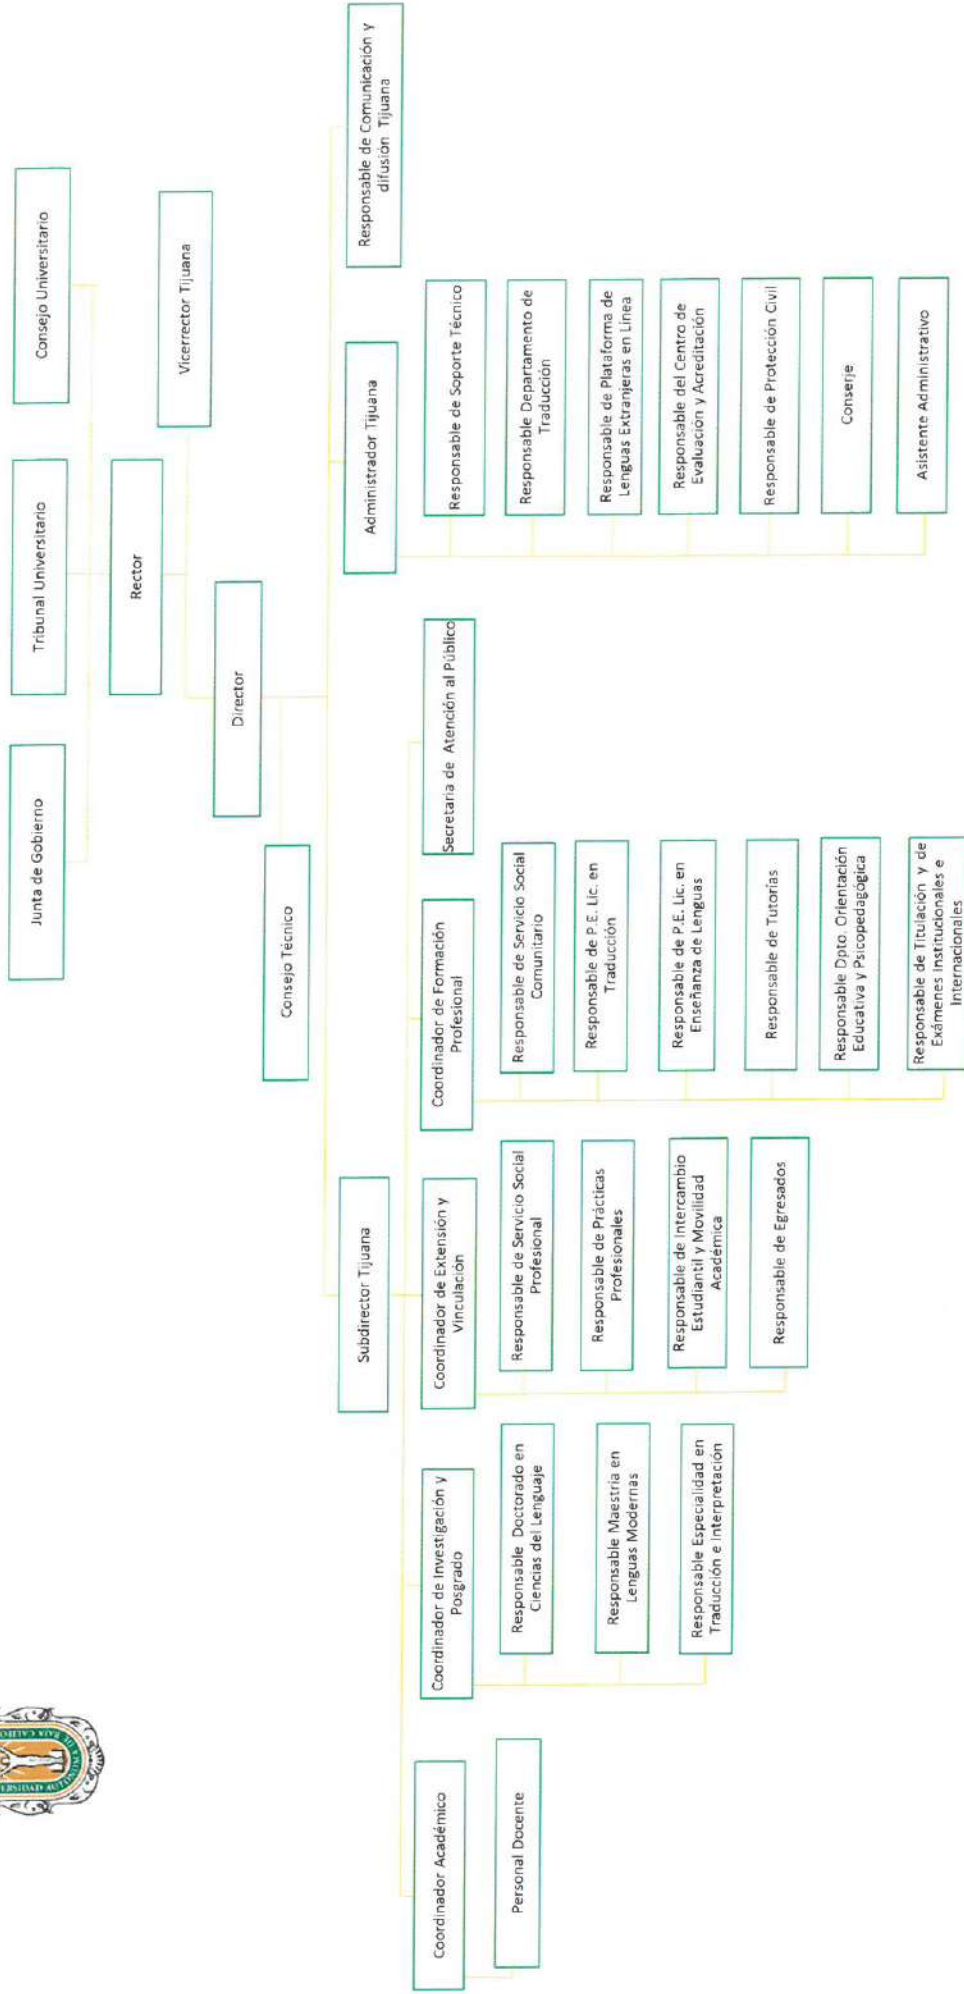 Junta de Gobierno
Tribunal Universitario
Consejo Universitario
Rector
Vicerrector Tijuana
Director
Consejo Técnico
Subdirector Tijuana
Administrador Tijuana
Responsable de Comunicación y
difusión Tijuana
Coordinador Académico
Personal Docente
Coordinador de Investigación y
Posgrado
Responsable Doctorado en
Ciencias del Lenguaje
Responsable Maestria en
Lenguas Modernas
Responsable Especialidad en
Traducción e Interpretación
Coordinador de Extensión y
Vinculación
Responsable de Servicio Social
Profesional
Responsable de Prácticas
Profesionales
Responsable de Intercambio
Estudiantil y Movilidad
Académica
Responsable de Egresados
Coordinador de Formación
Profesional
Responsable de Servicio Social
Comunitario
Responsable de P.E. Lic. en
Traducción
Responsable de P.E. Lic. en
Enseñanza de Lenguas
Responsable de Tutorías
Responsable Dpto. Orientación
Educativa y Psicopedagógica
Responsable de Titulación y de
Exámenes Institucionales e
Internacionales
Secretaria de Atención al Público
Responsable de Soporte Técnico
Responsable Departamento de
Traducción
Responsable de Plataforma de
Lenguas Extranjeras en Línea
Responsable del Centro de
Evaluación y Acreditación
Responsable de Protección Civil
Conserje
Asistente Administrativo